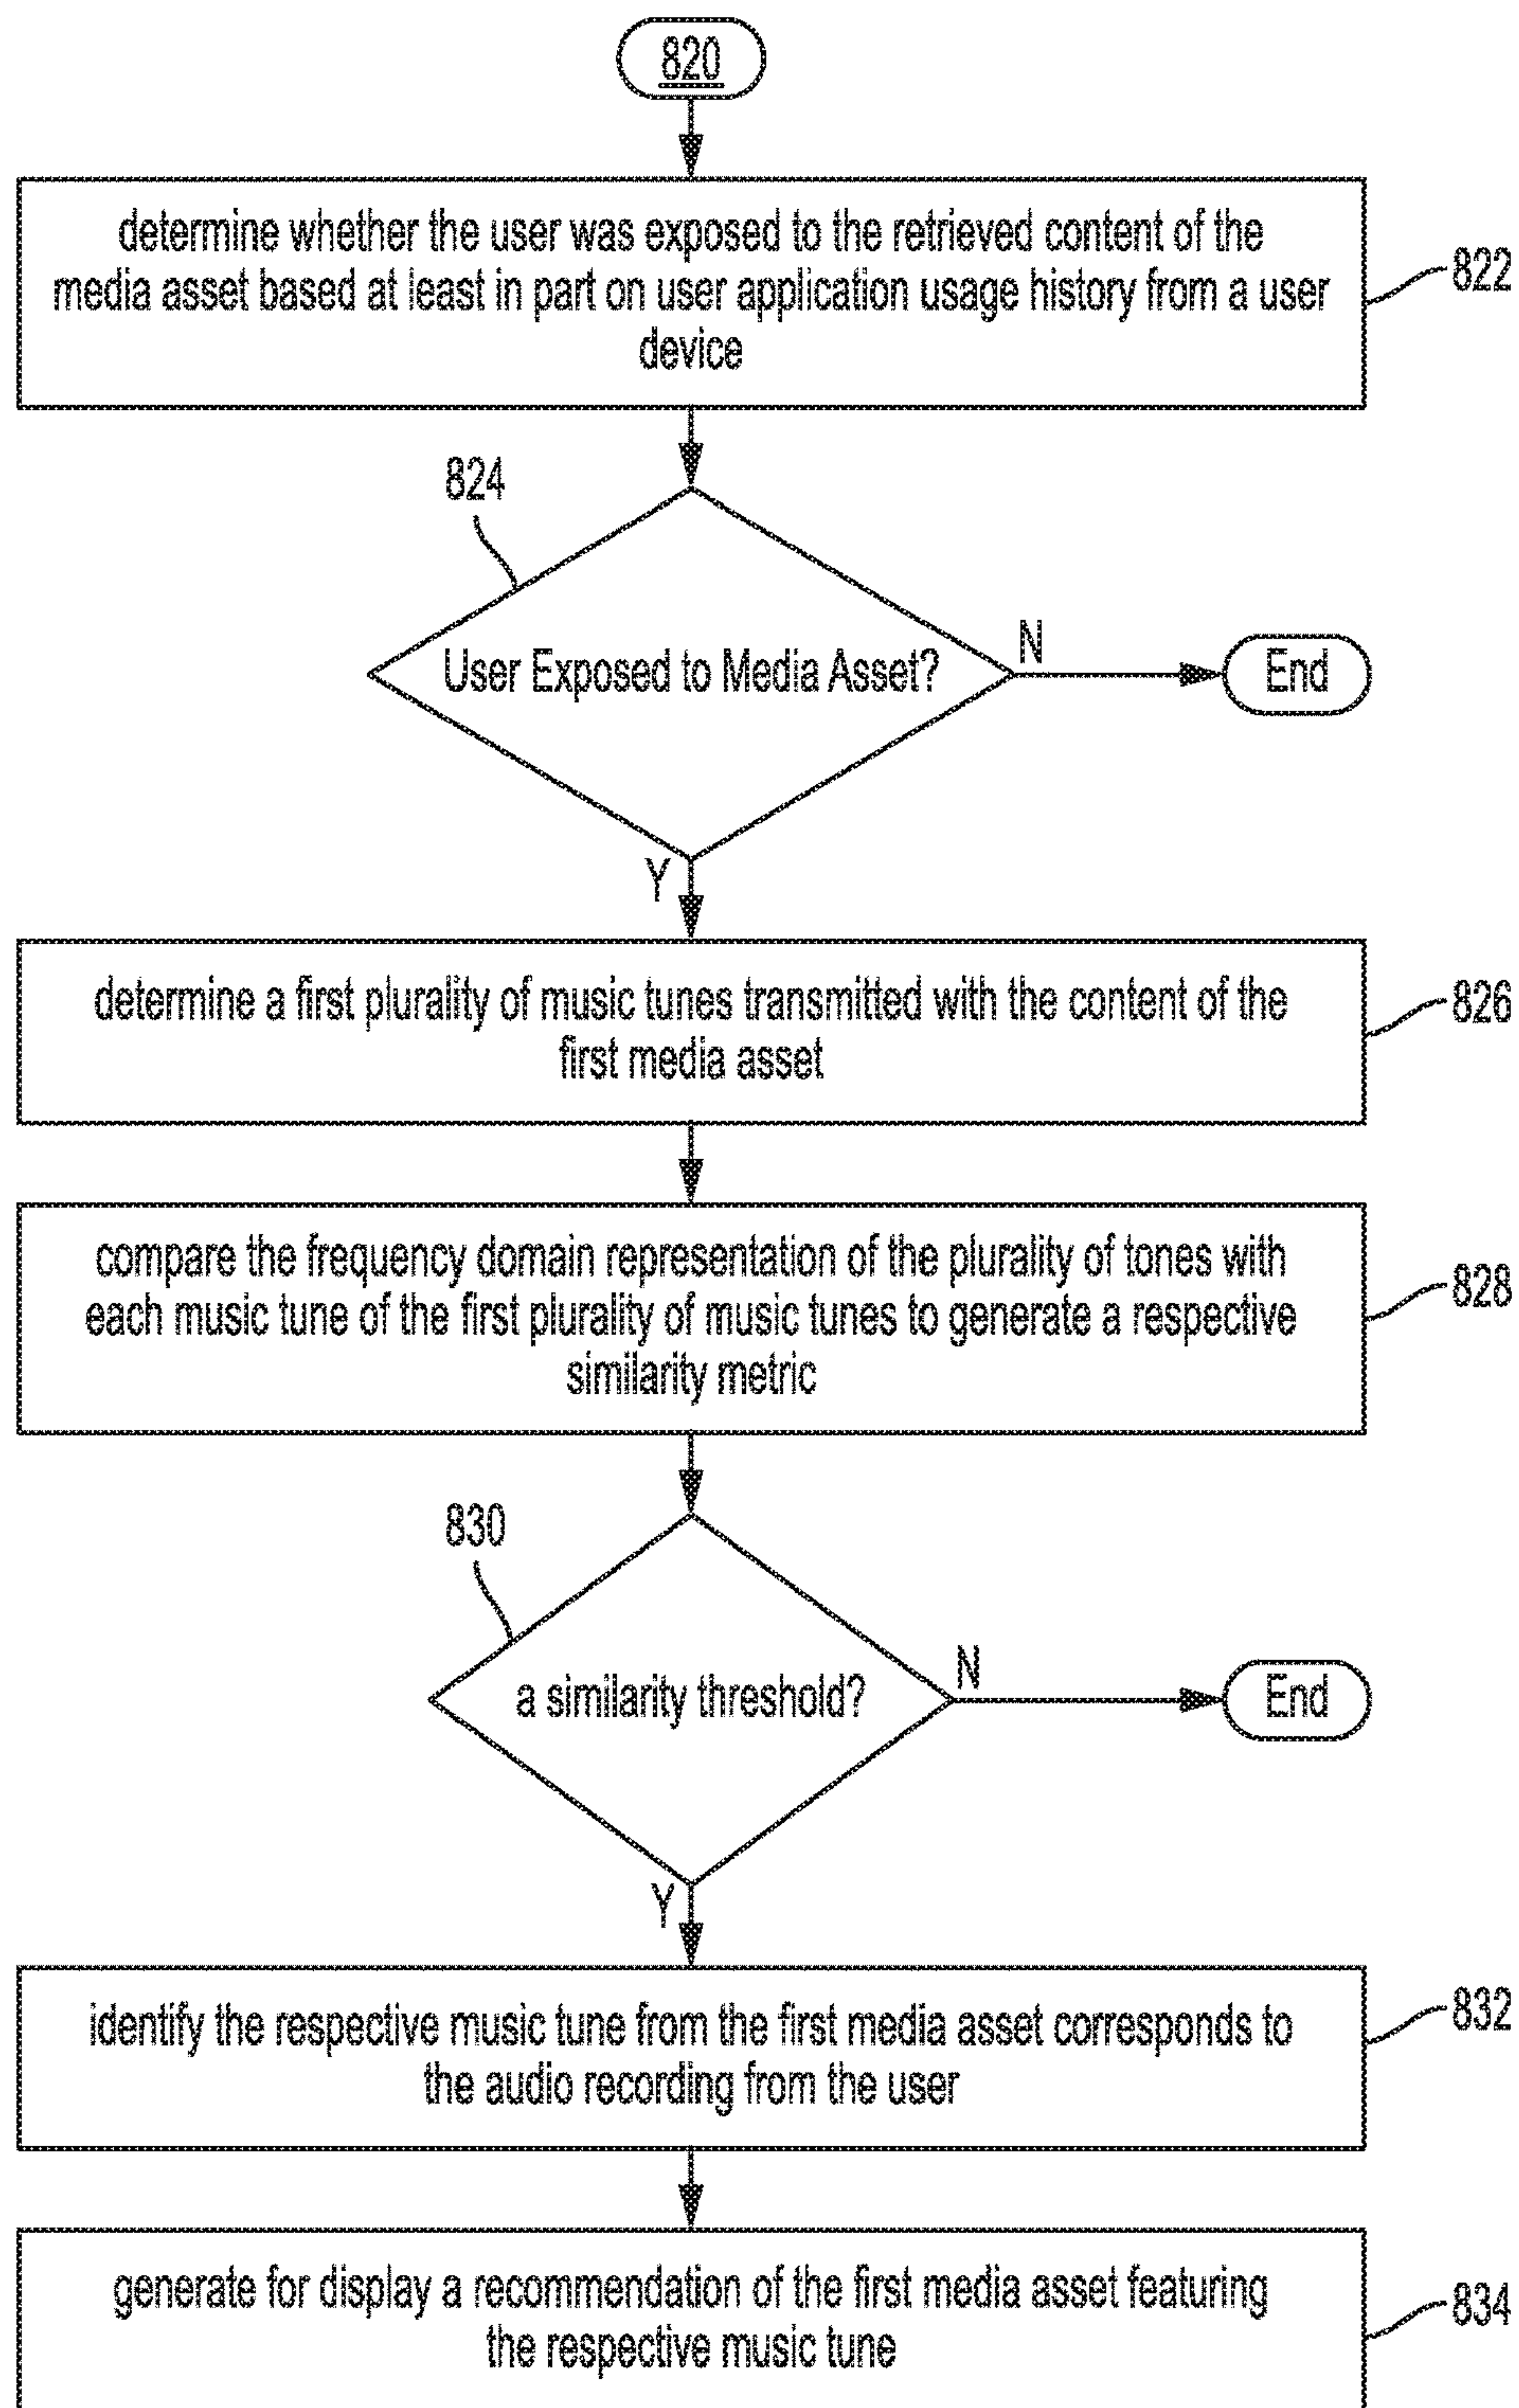 820
determine whether the user was exposed to the retrieved content of the
media asset based at least in part on user application usage history from a user
device
822
824
User Exposed to Media Asset?
N
End
Y
determine a first plurality of music tunes transmitted with the content of the
first media asset
826
compare the frequency domain representation of the plurality of tones with
each music tune of the first plurality of music tunes to generate a respective
similarity metric
828
830
a similarity threshold?
N
End
Y
identify the respective music tune from the first media asset corresponds to
the audio recording from the user
832
generate for display a recommendation of the first media asset featuring
the respective music tune
834